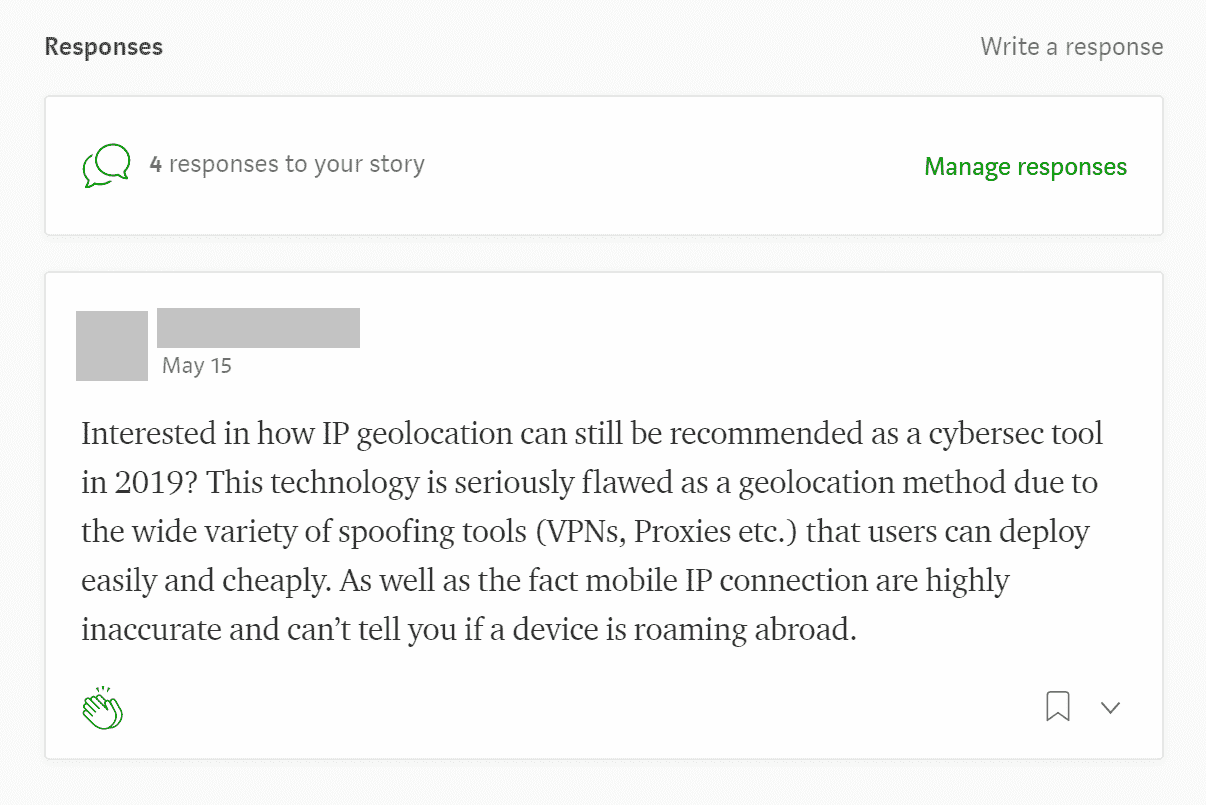 Responses
Write a response
4 responses to your story
Manage responses
May 15
Interested in how IP geolocation can still be recommended as a cybersec tool
in 2019? This technology is seriously flawed as a geolocation method due to
the wide variety of spoofing tools (VPNs, Proxies etc.) that users can deploy
easily and cheaply. As well as the fact mobile IP connection are highly
inaccurate and can’t tell you if a device is roaming abroad.